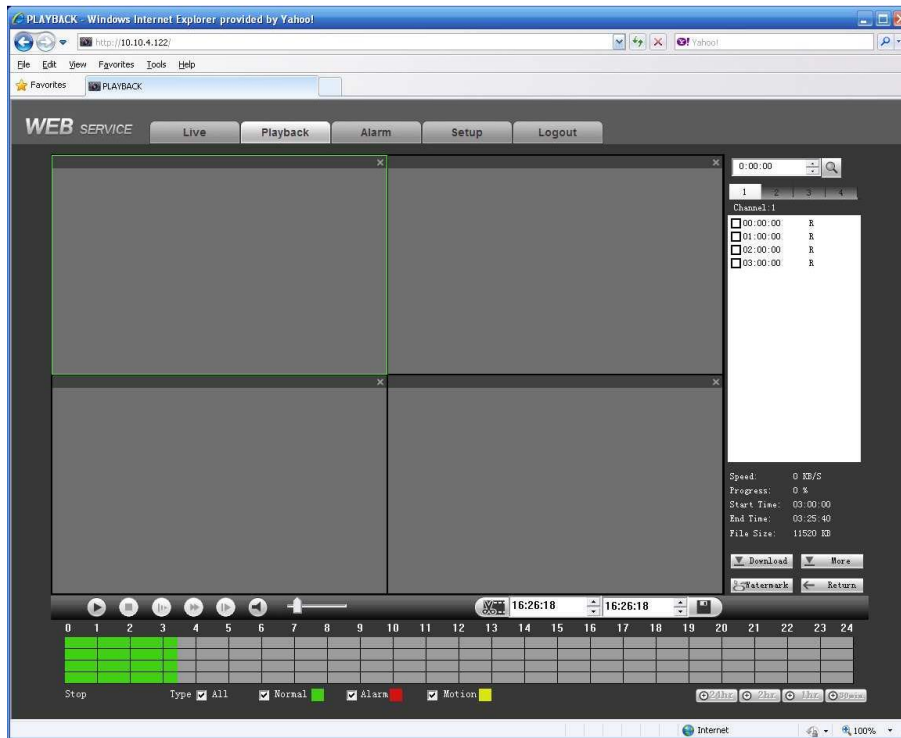 PLAYBACK - Windows Internet Explorer provided by Yahoo!
http://10.10.4.122/
Yahoo!
File Edit View Favorites Tools Help
Favorites PLAYBACK
WEB SERVICE Live Playback Alarm Setup Logout
0:00:00
1 2 3 4
Channel:1
00:00:00 R
01:00:00 R
02:00:00 R
03:00:00 R
Speed: 0 KB/S
Progress: 0 %
Start Time: 03:00:00
End Time: 03:25:40
File Size: 11520 KB
Download More
Watermark Return
16:26:18 16:26:18
0 1 2 3 4 5 6 7 8 9 10 11 12 13 14 15 16 17 18 19 20 21 22 23 24
Stop Type All Normal Alarm Motion 24hr 2hr 1hr 30min
Internet 100%